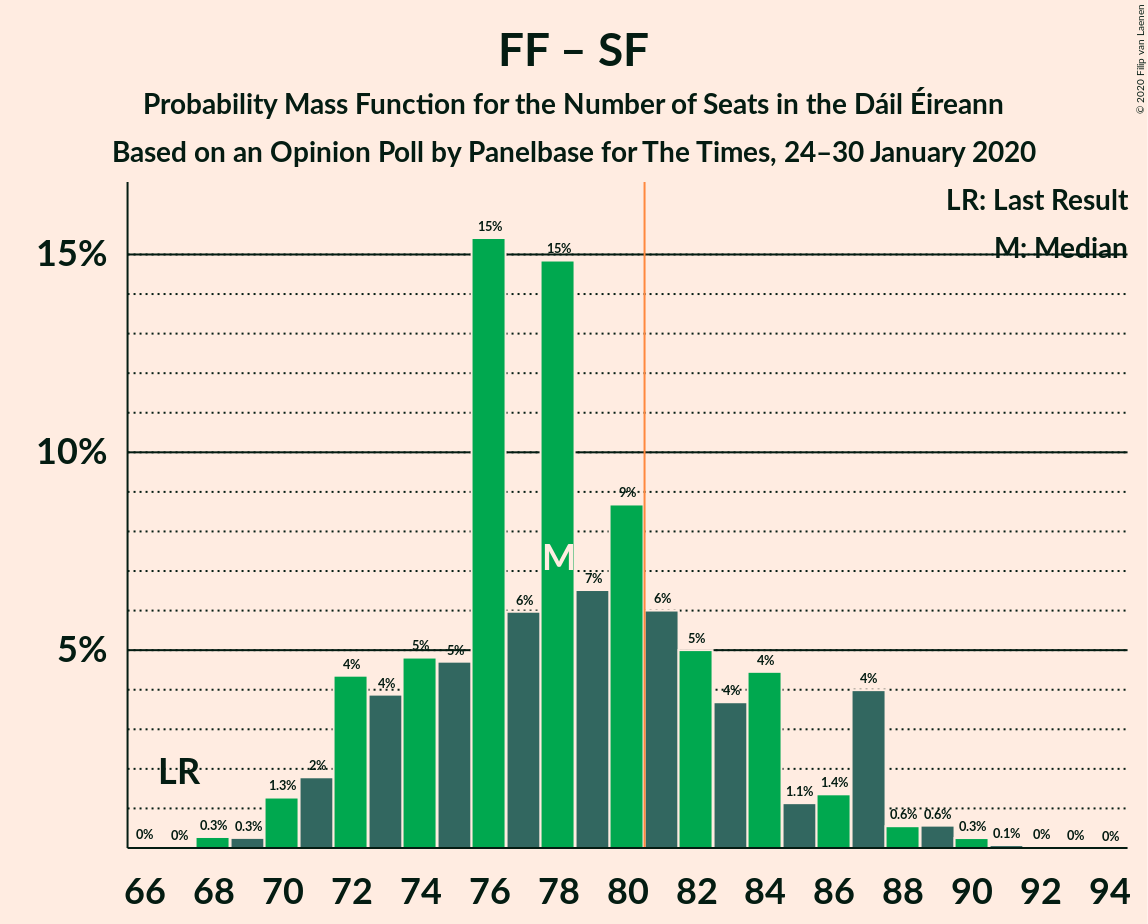 FF – SF
Probability Mass Function for the Number of Seats in the Dáil Éireann
Based on an Opinion Poll by Panelbase for The Times, 24–30 January 2020
© 2020 Filip van Laenen
LR: Last Result
M: Median
15%
10%
5%
0% 0% 0.3% 0.3% 1.3% 2% 4% 4% 5% 5% 15% 6% 15% 7% 9% 6% 5% 4% 4% 1.1% 1.4% 4% 0.6% 0.6% 0.3% 0.1% 0% 0% 0%
M
LR
66 68 70 72 74 76 78 80 82 84 86 88 90 92 94